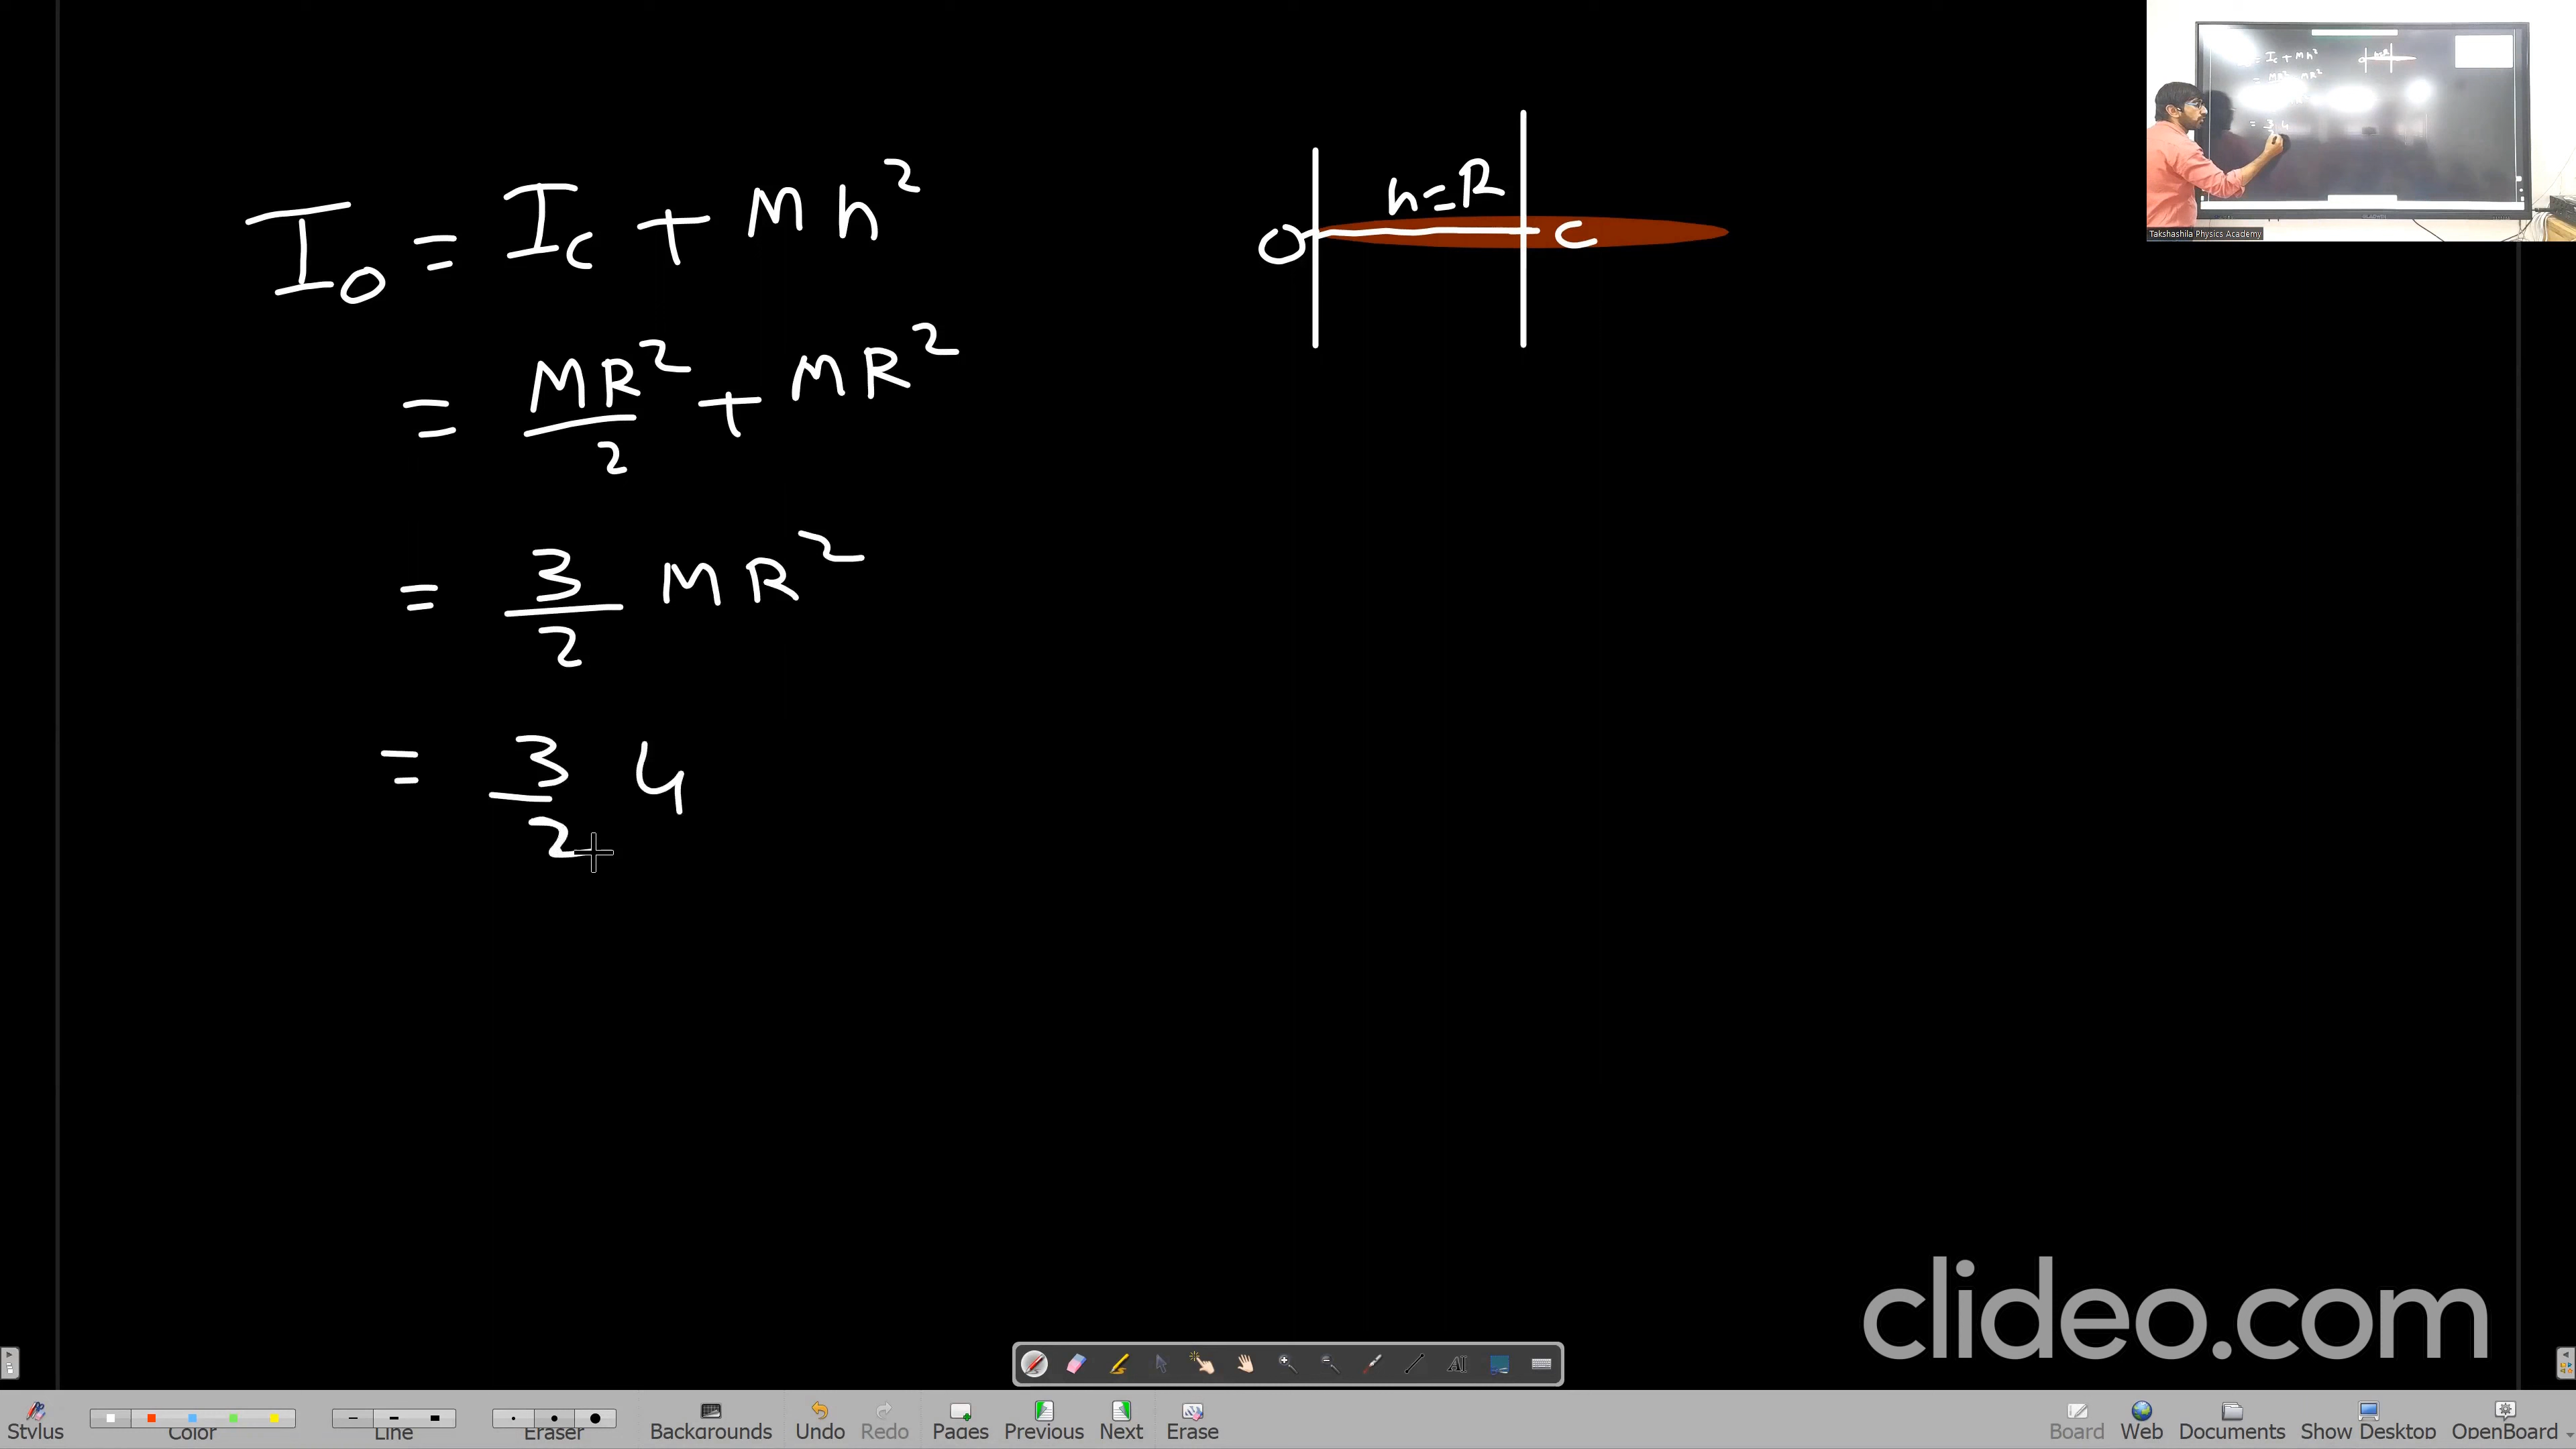 I₀ = I_c + Mh²
= MR²/2 + MR²
= 3/2 MR²
= 3/2 4
h=R
O C
Takshashila Physics Academy
clideo.com
Stylus Color Line Eraser Backgrounds Undo Redo Pages Previous Next Erase Board Web Documents Show Desktop OpenBoard